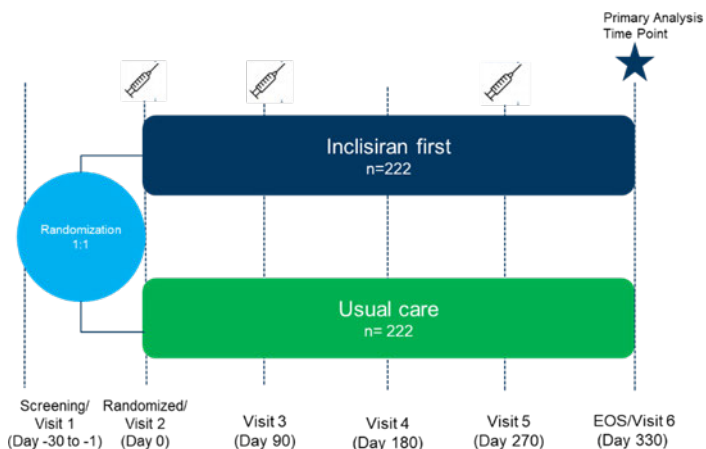 Primary Analysis
Time Point
Inclisiran first
n=222
Randomization
1:1
Usual care
n= 222
Screening/
Visit 1
(Day -30 to -1)
Randomized/
Visit 2
(Day 0)
Visit 3
(Day 90)
Visit 4
(Day 180)
Visit 5
(Day 270)
EOS/Visit 6
(Day 330)